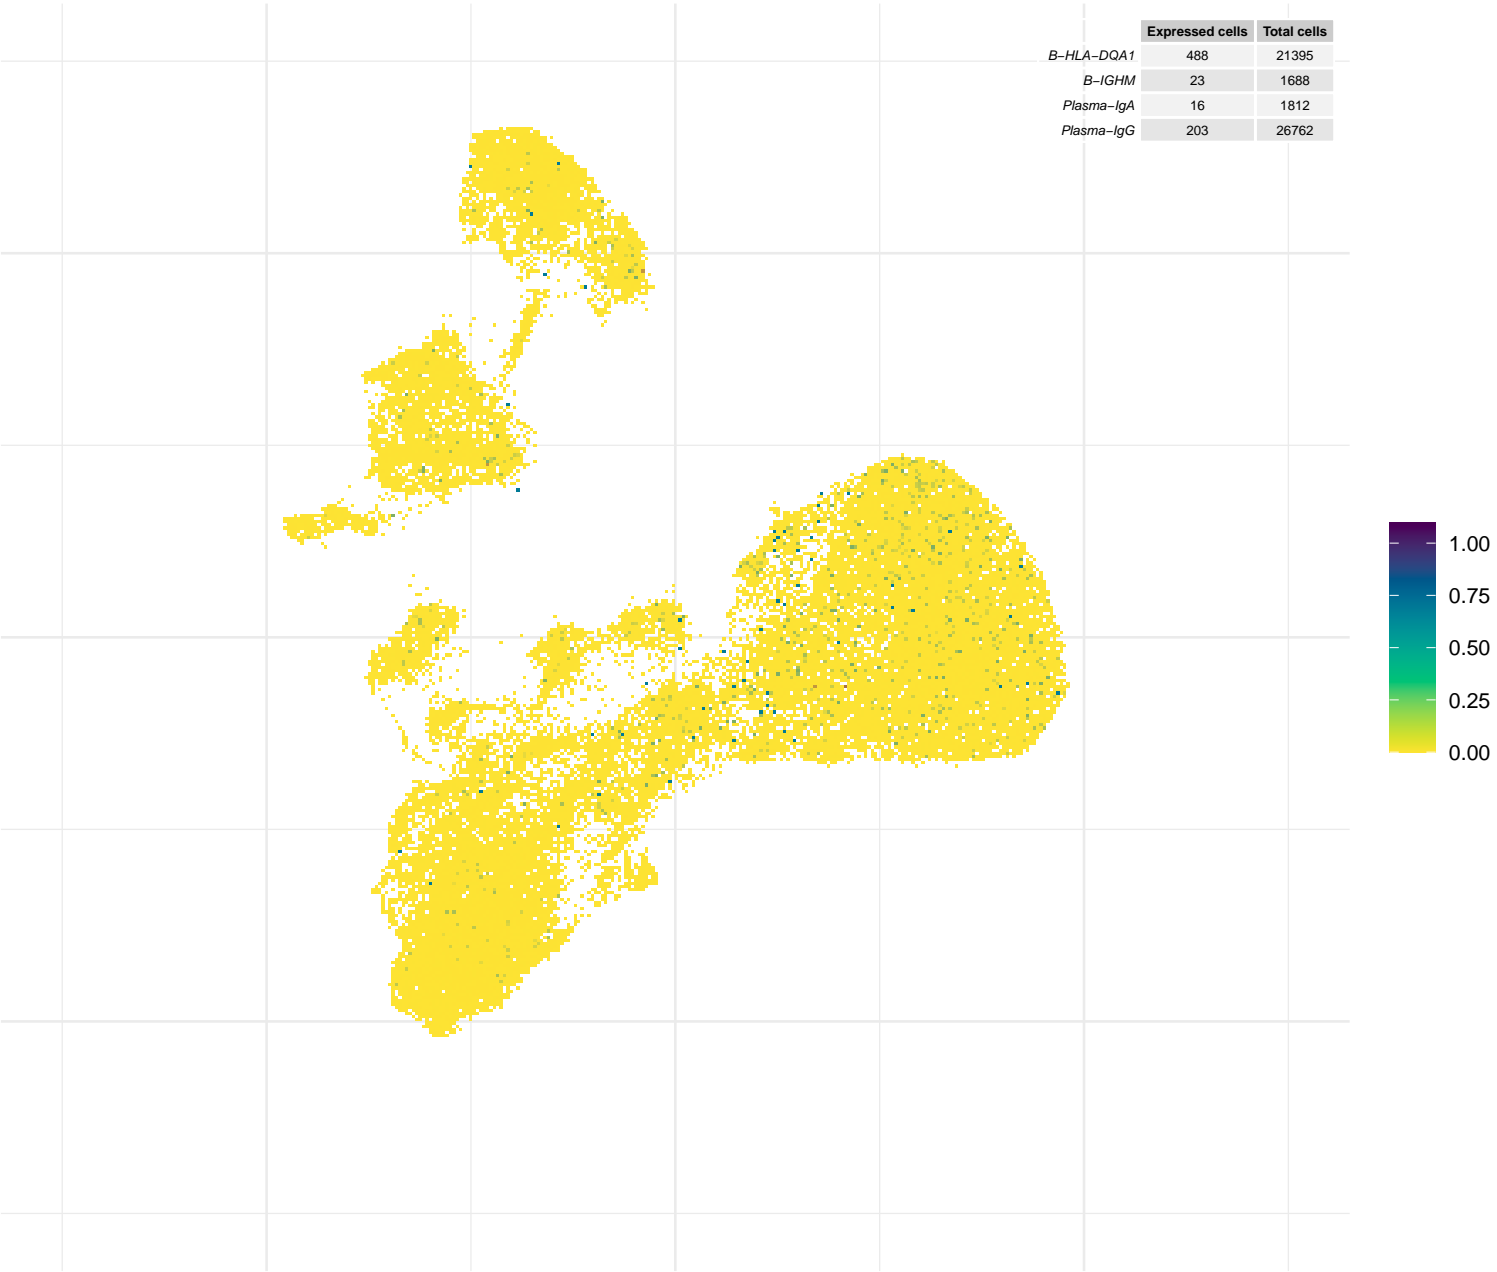 Expressed cells Total cells
B−HLA−DQA1 488 21395
B−IGHM 23 1688
Plasma−IgA 16 1812
Plasma−IgG 203 26762
1.00
0.75
0.50
0.25
0.00